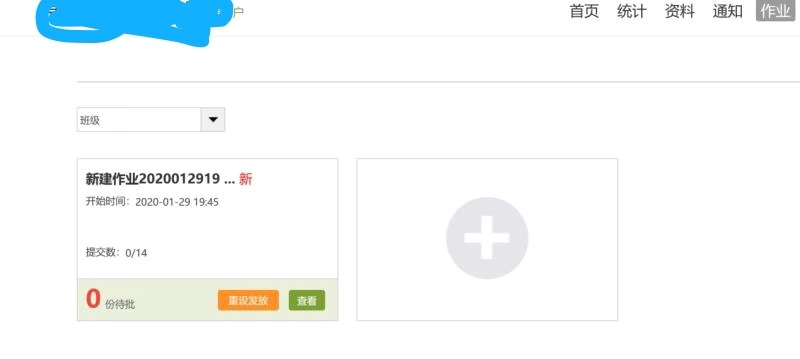 户
首页 统计 资料 通知 作业
班级
新建作业2020012919 ... 新
开始时间：2020-01-29 19:45
提交数：0/14
0 份待批 重设发放 查看